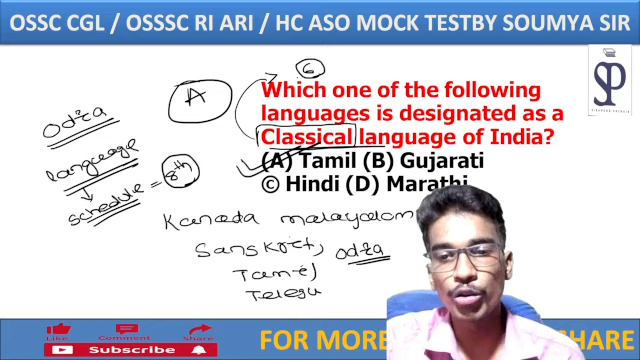 OSSC CGL / OSSSC RI ARI / HC ASO MOCK TESTBY SOUMYA SIR
6
Which one of the following
languages is designated as a
Classical language of India?
(A) Tamil (B) Gujarati
© Hindi (D) Marathi
A
Odia
language
schedule = 8th
Kanada malayalam
Sanskrit, odia
Tamil
Telegu
SP
Like
Comment
Share
Subscribe
FOR MORE
SHARE